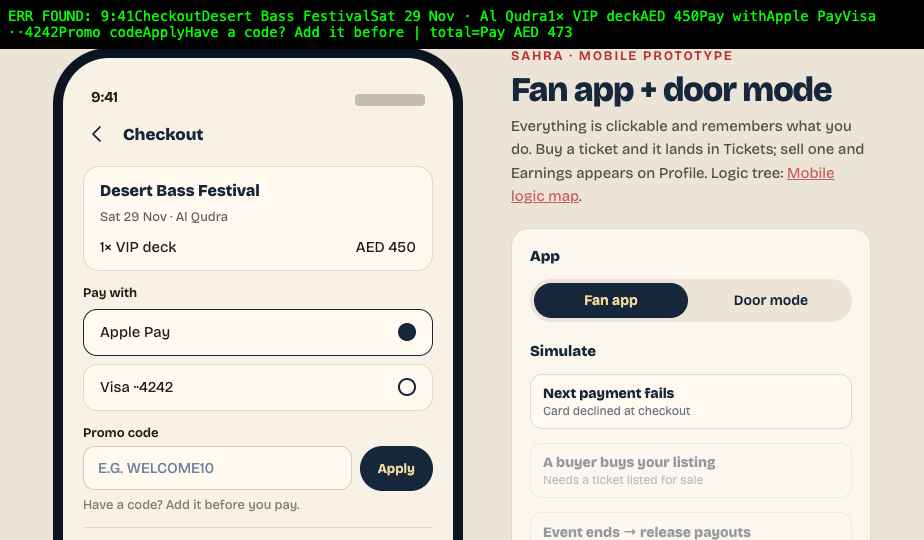 ERR FOUND: 9:41CheckoutDesert Bass FestivalSat 29 Nov · Al Qudra1× VIP deckAED 450Pay withApple PayVisa
··4242Promo codeApplyHave a code? Add it before | total=Pay AED 473
9:41
Checkout
Desert Bass Festival
Sat 29 Nov · Al Qudra
1× VIP deck AED 450
Pay with
Apple Pay
Visa ··4242
Promo code
E.G. WELCOME10 Apply
Have a code? Add it before you pay.
SAHRA · MOBILE PROTOTYPE
Fan app + door mode
Everything is clickable and remembers what you
do. Buy a ticket and it lands in Tickets; sell one and
Earnings appears on Profile. Logic tree: Mobile
logic map.
App
Fan app Door mode
Simulate
Next payment fails
Card declined at checkout
A buyer buys your listing
Needs a ticket listed for sale
Event ends → release payouts